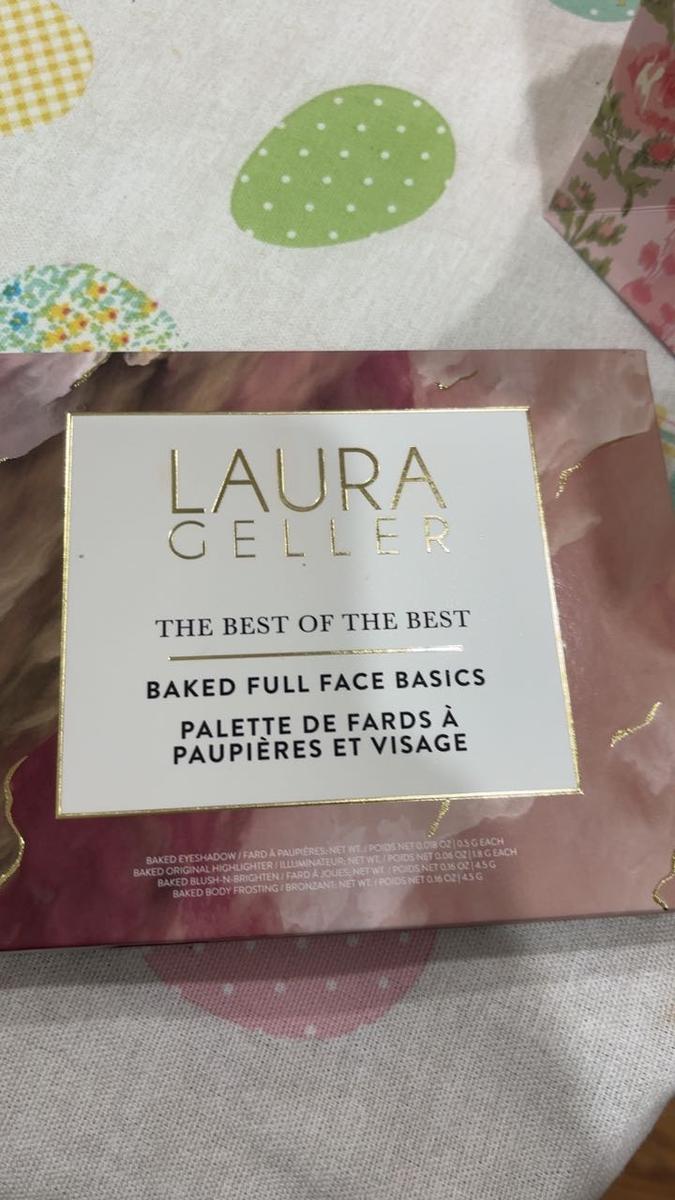 LAURA
GELLER
THE BEST OF THE BEST
BAKED FULL FACE BASICS
PALETTE DE FARDS À
PAUPIÈRES ET VISAGE
BAKED EYESHADOW / FARD À PAUPIÈRES: NET WT. / POIDS NET 0.018 OZ | 0.5 G EACH
BAKED ORIGINAL HIGHLIGHTER / ILLUMINATEUR: NET WT. / POIDS NET 0.06 OZ | 1.8 G EACH
BAKED BLUSH-N-BRIGHTEN / FARD À JOUES: NET WT. / POIDS NET 0.16 OZ | 4.5 G
BAKED BODY FROSTING / BRONZANT: NET WT. / POIDS NET 0.16 OZ | 4.5 G